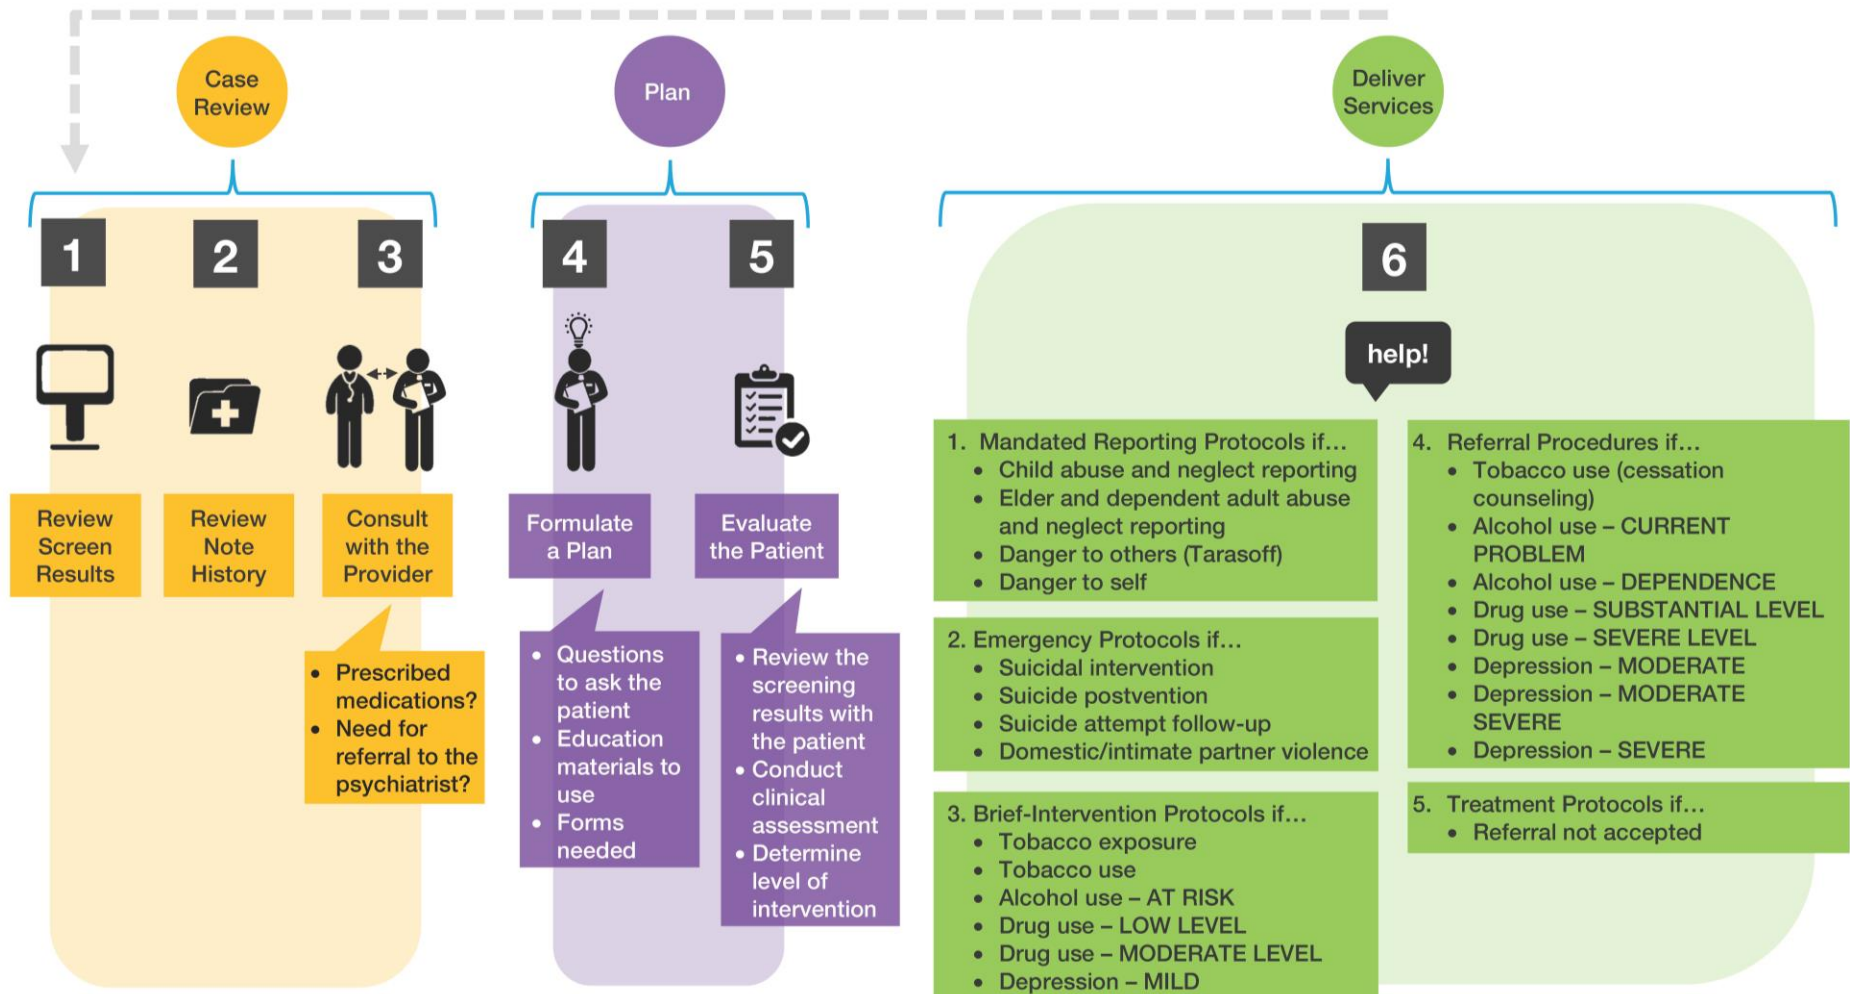 Case
Review
Plan
Deliver
Services
1
2
3
4
5
6
help!
Review
Screen
Results
Review
Note
History
Consult
with the
Provider
• Prescribed
medications?
• Need for
referral to the
psychiatrist?
Formulate
a Plan
Evaluate
the Patient
• Questions
to ask the
patient
• Education
materials to
use
• Forms
needed
• Review the
screening
results with
the patient
• Conduct
clinical
assessment
• Determine
level of
intervention
1. Mandated Reporting Protocols if...
• Child abuse and neglect reporting
• Elder and dependent adult abuse
and neglect reporting
• Danger to others (Tarasoff)
• Danger to self
2. Emergency Protocols if...
• Suicidal intervention
• Suicide postvention
• Suicide attempt follow-up
• Domestic/intimate partner violence
3. Brief-Intervention Protocols if...
• Tobacco exposure
• Tobacco use
• Alcohol use – AT RISK
• Drug use – LOW LEVEL
• Drug use – MODERATE LEVEL
• Depression – MILD
4. Referral Procedures if...
• Tobacco use (cessation
counseling)
• Alcohol use – CURRENT
PROBLEM
• Alcohol use – DEPENDENCE
• Drug use – SUBSTANTIAL LEVEL
• Drug use – SEVERE LEVEL
• Depression – MODERATE
• Depression – MODERATE
SEVERE
• Depression – SEVERE
5. Treatment Protocols if...
• Referral not accepted